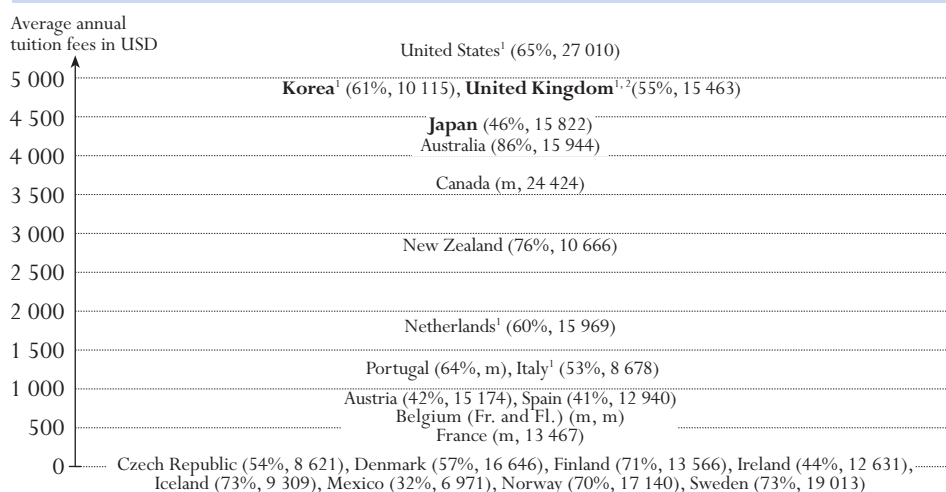 Average annual
tuition fees in USD
United States¹ (65%, 27 010)
5 000
Korea¹ (61%, 10 115), United Kingdom¹,²(55%, 15 463)
4 500
Japan (46%, 15 822)
Australia (86%, 15 944)
4 000
Canada (m, 24 424)
3 500
3 000
New Zealand (76%, 10 666)
2 500
2 000
Netherlands¹ (60%, 15 969)
1 500
Portugal (64%, m), Italy¹ (53%, 8 678)
1 000
Austria (42%, 15 174), Spain (41%, 12 940)
Belgium (Fr. and Fl.) (m, m)
500
France (m, 13 467)
0
Czech Republic (54%, 8 621), Denmark (57%, 16 646), Finland (71%, 13 566), Ireland (44%, 12 631),
Iceland (73%, 9 309), Mexico (32%, 6 971), Norway (70%, 17 140), Sweden (73%, 19 013)